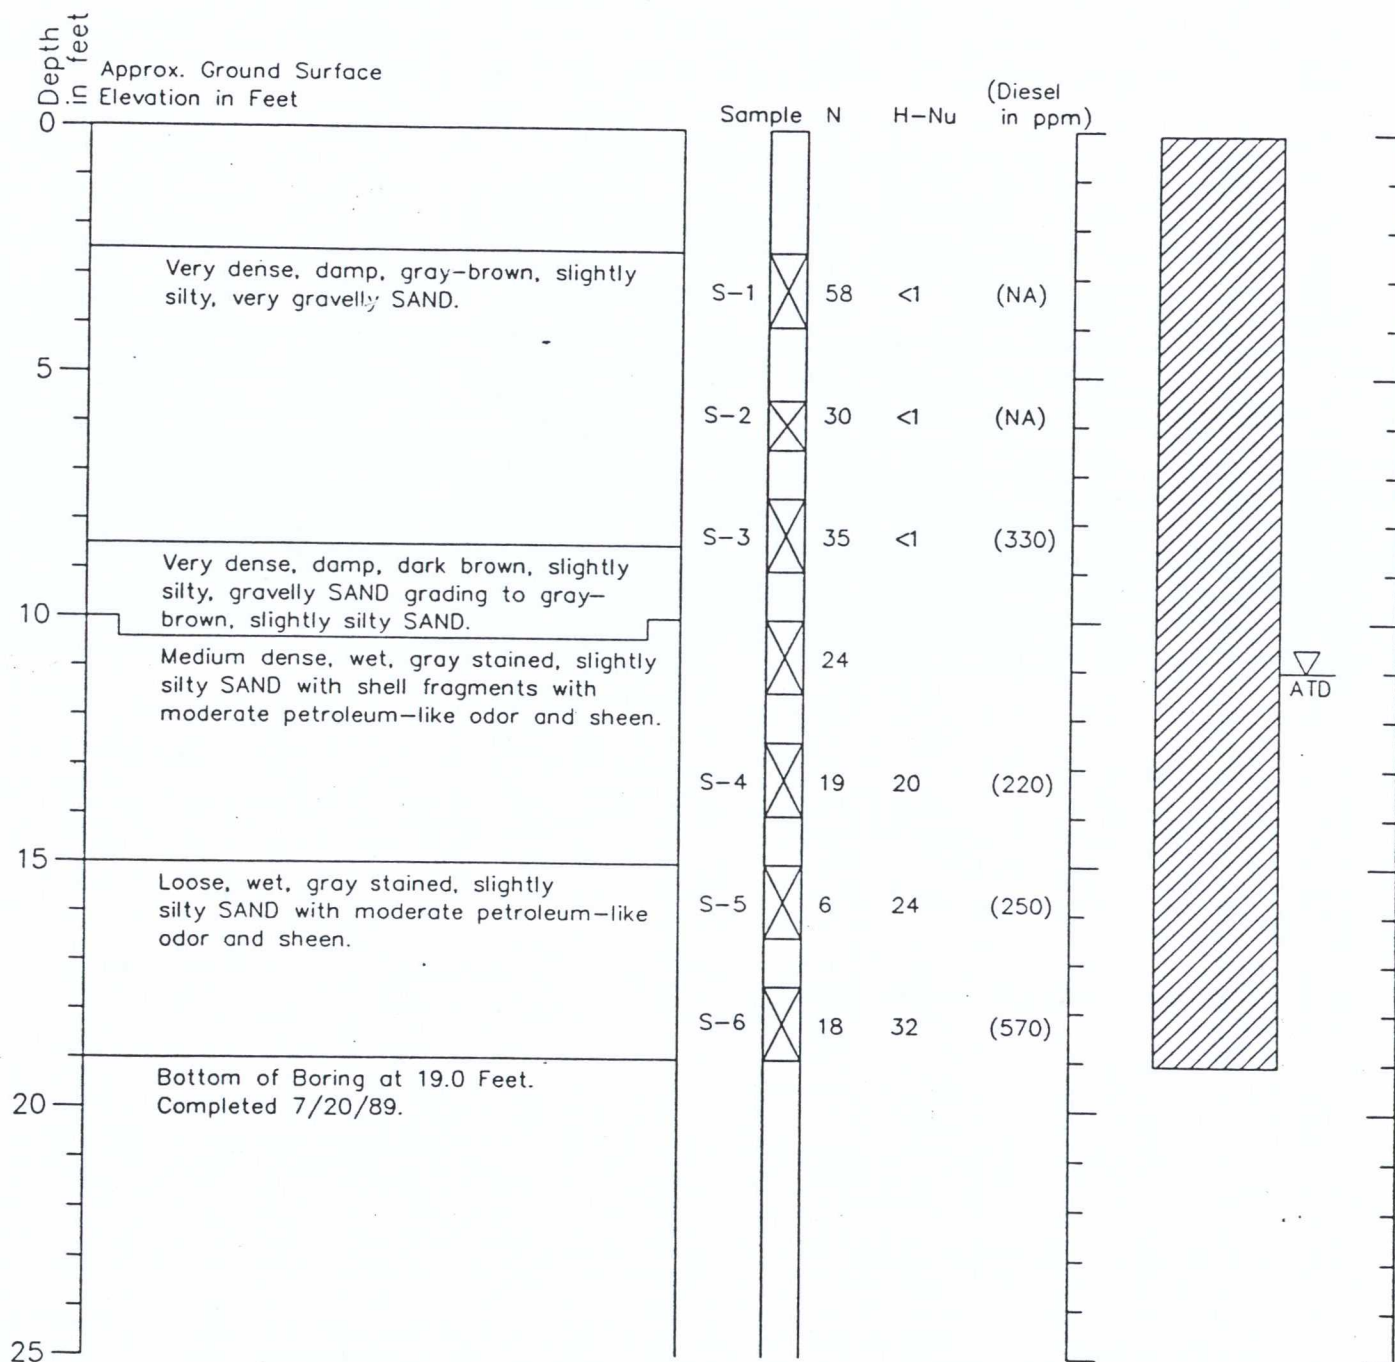 Depth
in feet
Approx. Ground Surface
Elevation in Feet
Sample N H-Nu (Diesel
in ppm)
0
Very dense, damp, gray-brown, slightly
silty, very gravelly SAND.
S-1 58 <1 (NA)
5
S-2 30 <1 (NA)
S-3 35 <1 (330)
Very dense, damp, dark brown, slightly
silty, gravelly SAND grading to gray-
brown, slightly silty SAND.
10
Medium dense, wet, gray stained, slightly
silty SAND with shell fragments with
moderate petroleum-like odor and sheen.
24
ATD
S-4 19 20 (220)
15
Loose, wet, gray stained, slightly
silty SAND with moderate petroleum-like
odor and sheen.
S-5 6 24 (250)
S-6 18 32 (570)
Bottom of Boring at 19.0 Feet.
Completed 7/20/89.
20
25